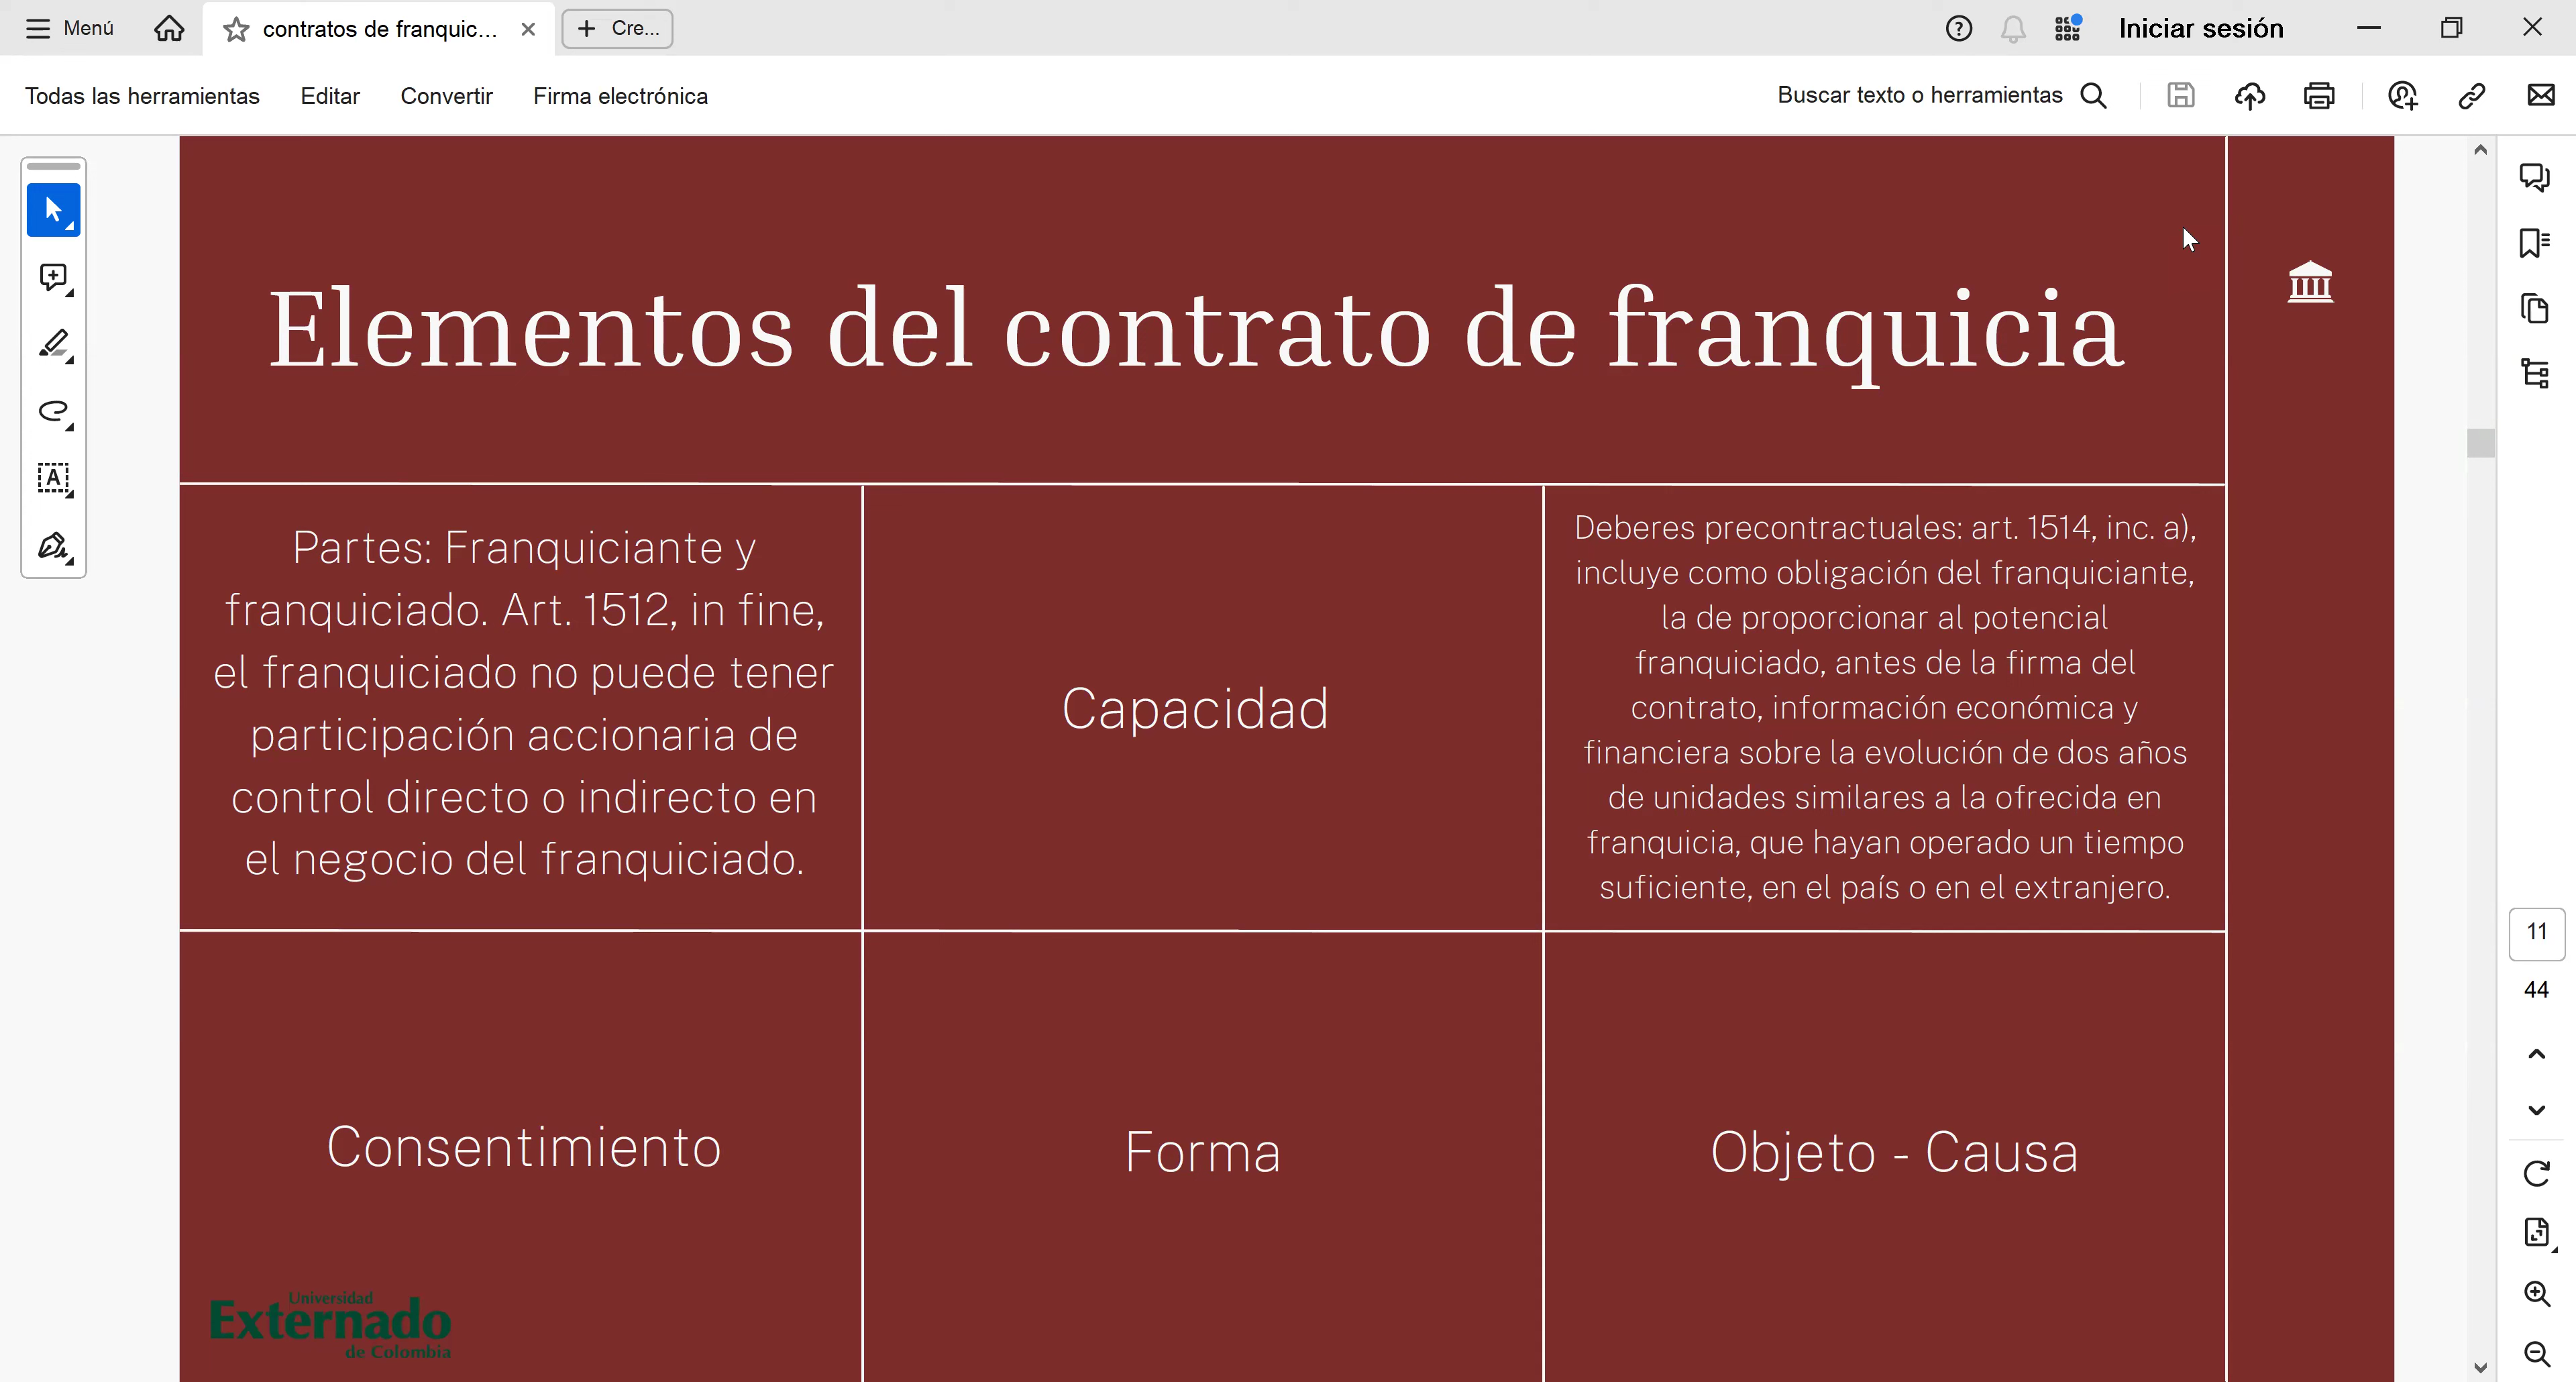 Menú
contratos de franquic...
Cre...
Iniciar sesión
Todas las herramientas
Editar
Convertir
Firma electrónica
Buscar texto o herramientas
Elementos del contrato de franquicia
Partes: Franquiciante y
franquiciado. Art. 1512, in fine,
el franquiciado no puede tener
participación accionaria de
control directo o indirecto en
el negocio del franquiciado.
Capacidad
Deberes precontractuales: art. 1514, inc. a),
incluye como obligación del franquiciante,
la de proporcionar al potencial
franquiciado, antes de la firma del
contrato, información económica y
financiera sobre la evolución de dos años
de unidades similares a la ofrecida en
franquicia, que hayan operado un tiempo
suficiente, en el país o en el extranjero.
Consentimiento
Forma
Objeto - Causa
Universidad
Externado
de Colombia
11
44